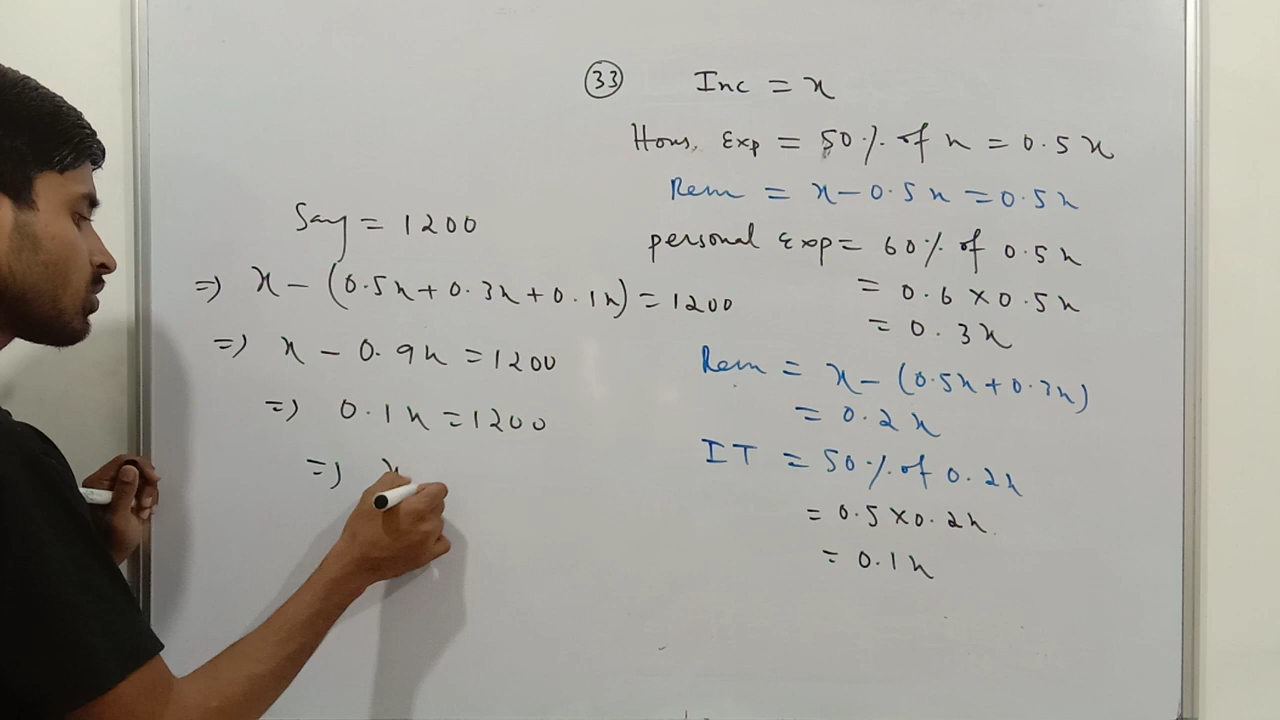 33 Inc = x
Hous. Exp = 50% of x = 0.5x
Rem = x - 0.5x = 0.5x
personal Exp = 60% of 0.5x
= 0.6 × 0.5x
= 0.3x
Rem = x - (0.5x + 0.3x)
= 0.2x
IT = 50% of 0.2x
= 0.5 × 0.2x
= 0.1x
Sav = 1200
=> x - (0.5x + 0.3x + 0.1x) = 1200
=> x - 0.9x = 1200
=> 0.1x = 1200
=> x